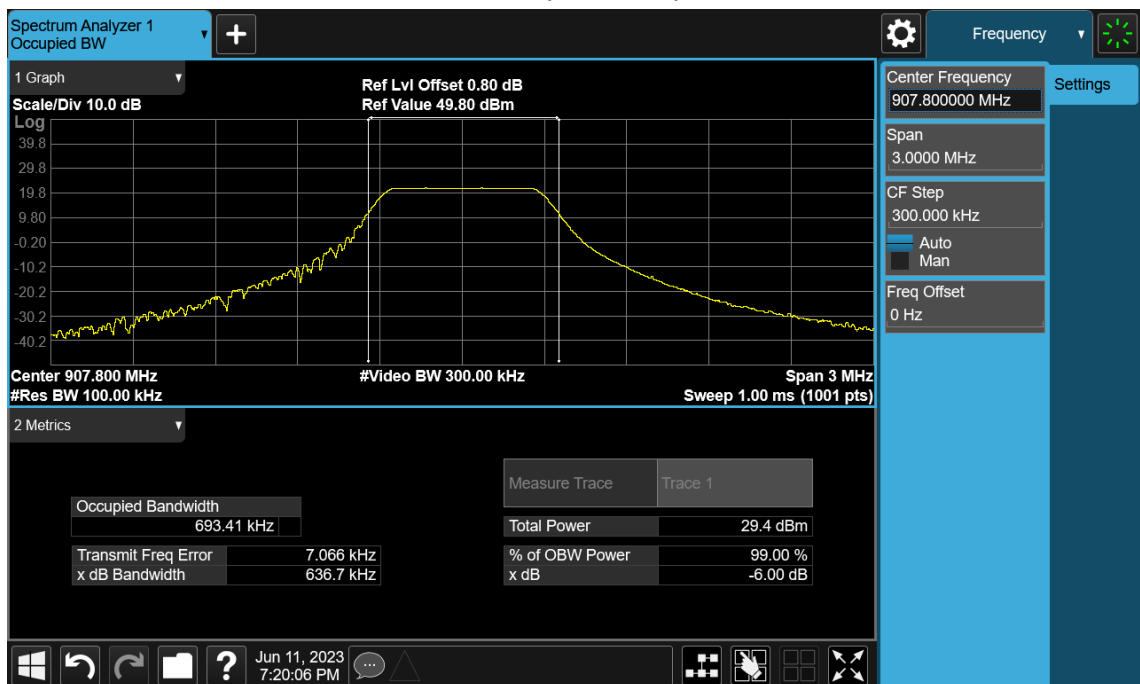 Spectrum Analyzer 1
Occupied BW
Frequency
1 Graph
Scale/Div 10.0 dB
Ref Lvl Offset 0.80 dB
Ref Value 49.80 dBm
Log
39.8
29.8
19.8
9.80
-0.20
-10.2
-20.2
-30.2
-40.2
Center 907.800 MHz
#Video BW 300.00 kHz
Span 3 MHz
#Res BW 100.00 kHz
Sweep 1.00 ms (1001 pts)
Center Frequency
907.800000 MHz
Settings
Span
3.0000 MHz
CF Step
300.000 kHz
Auto
Man
Freq Offset
0 Hz
2 Metrics
Measure Trace Trace 1
Occupied Bandwidth
693.41 kHz
Total Power 29.4 dBm
Transmit Freq Error 7.066 kHz
% of OBW Power 99.00 %
x dB Bandwidth 636.7 kHz
x dB -6.00 dB
?
Jun 11, 2023
7:20:06 PM